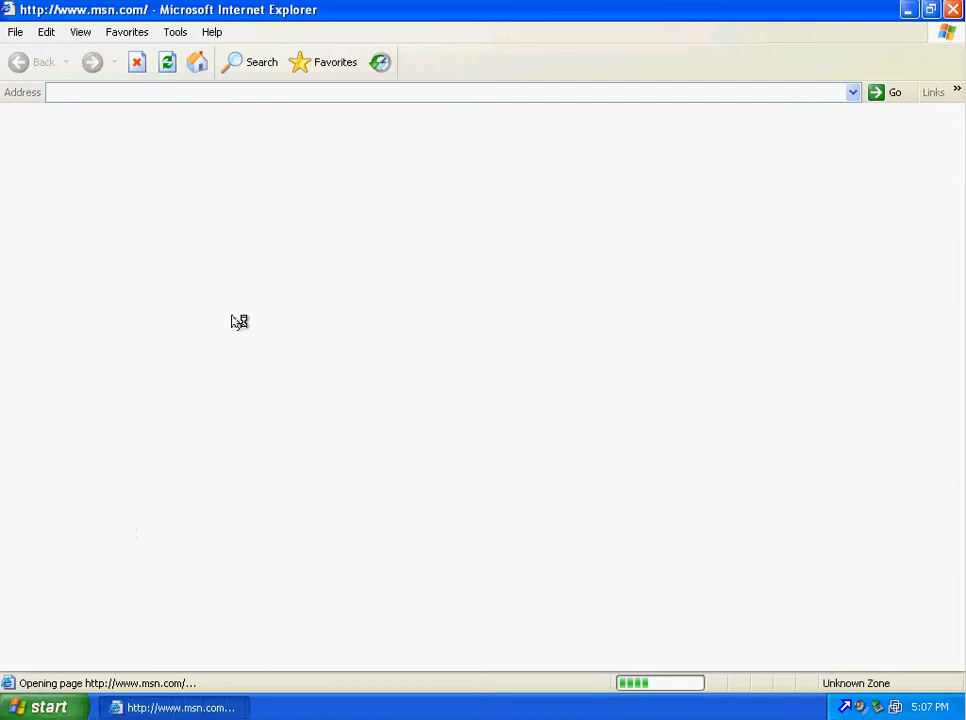 http://www.msn.com/ - Microsoft Internet Explorer
File Edit View Favorites Tools Help
Back Search Favorites
Address Go Links »
Opening page http://www.msn.com/... Unknown Zone
start http://www.msn.com... 5:07 PM